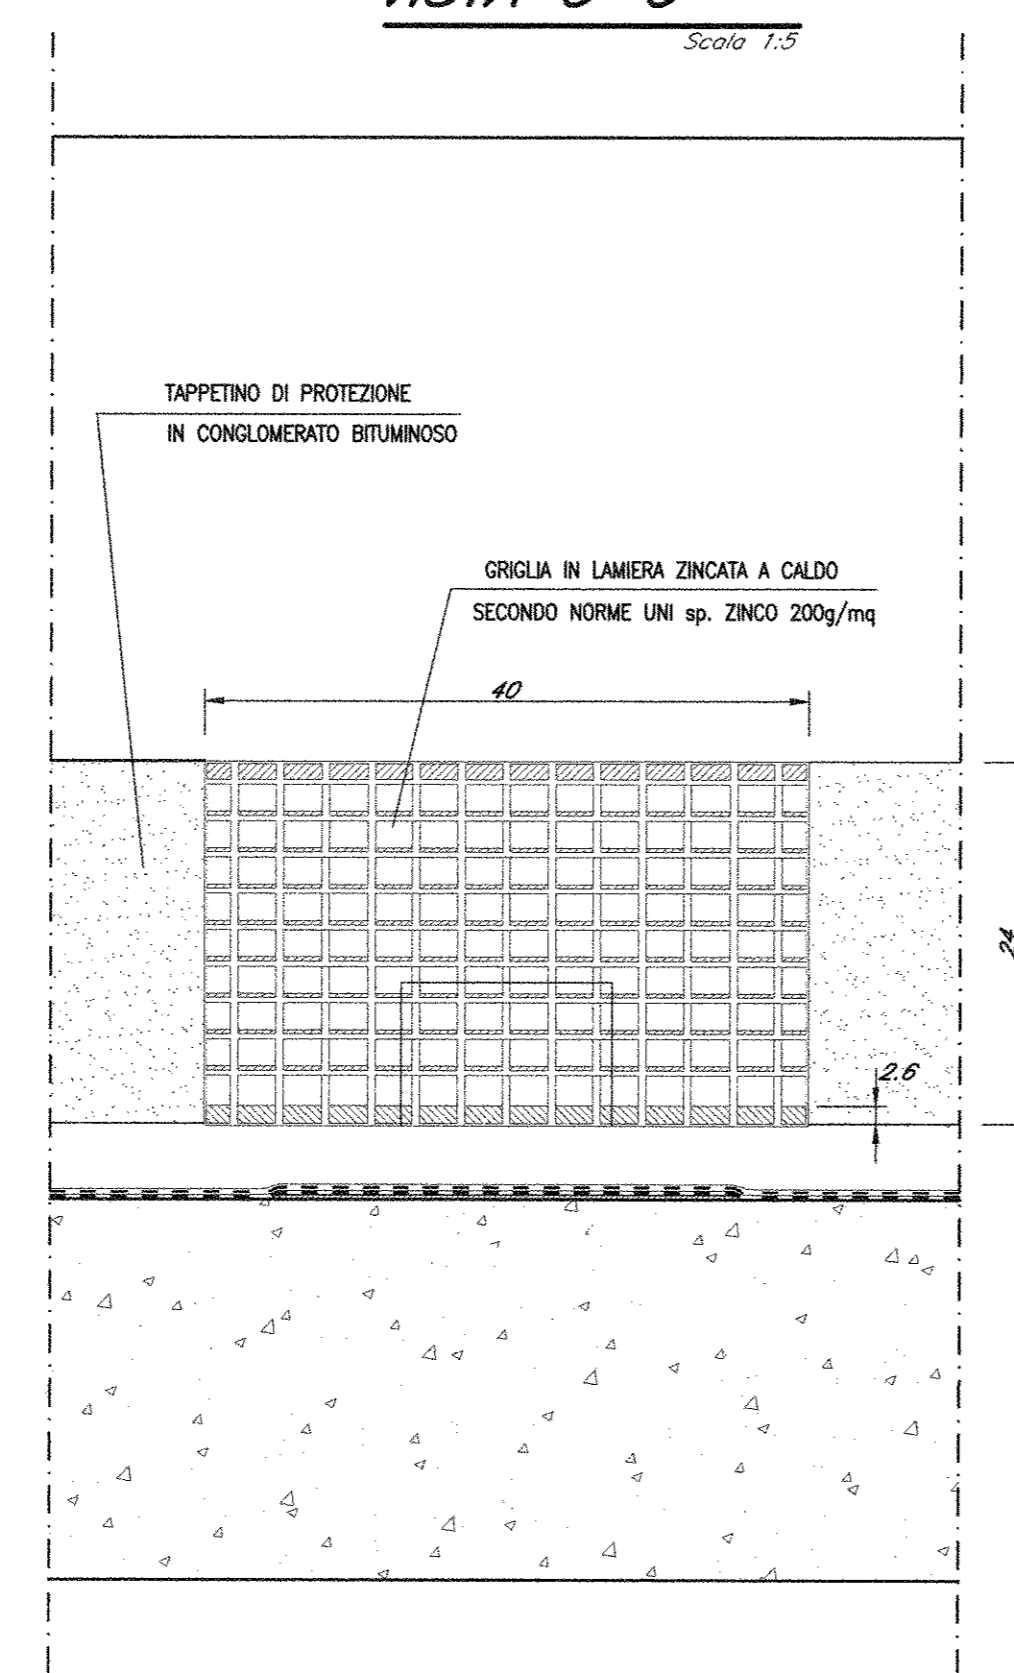 Scala 1:5
TAPPETINO DI PROTEZIONE
IN CONGLOMERATO BITUMINOSO
GRIGLIA IN LAMIERA ZINCATA A CALDO
SECONDO NORME UNI sp. ZINCO 200g/mq
40
24
2.6